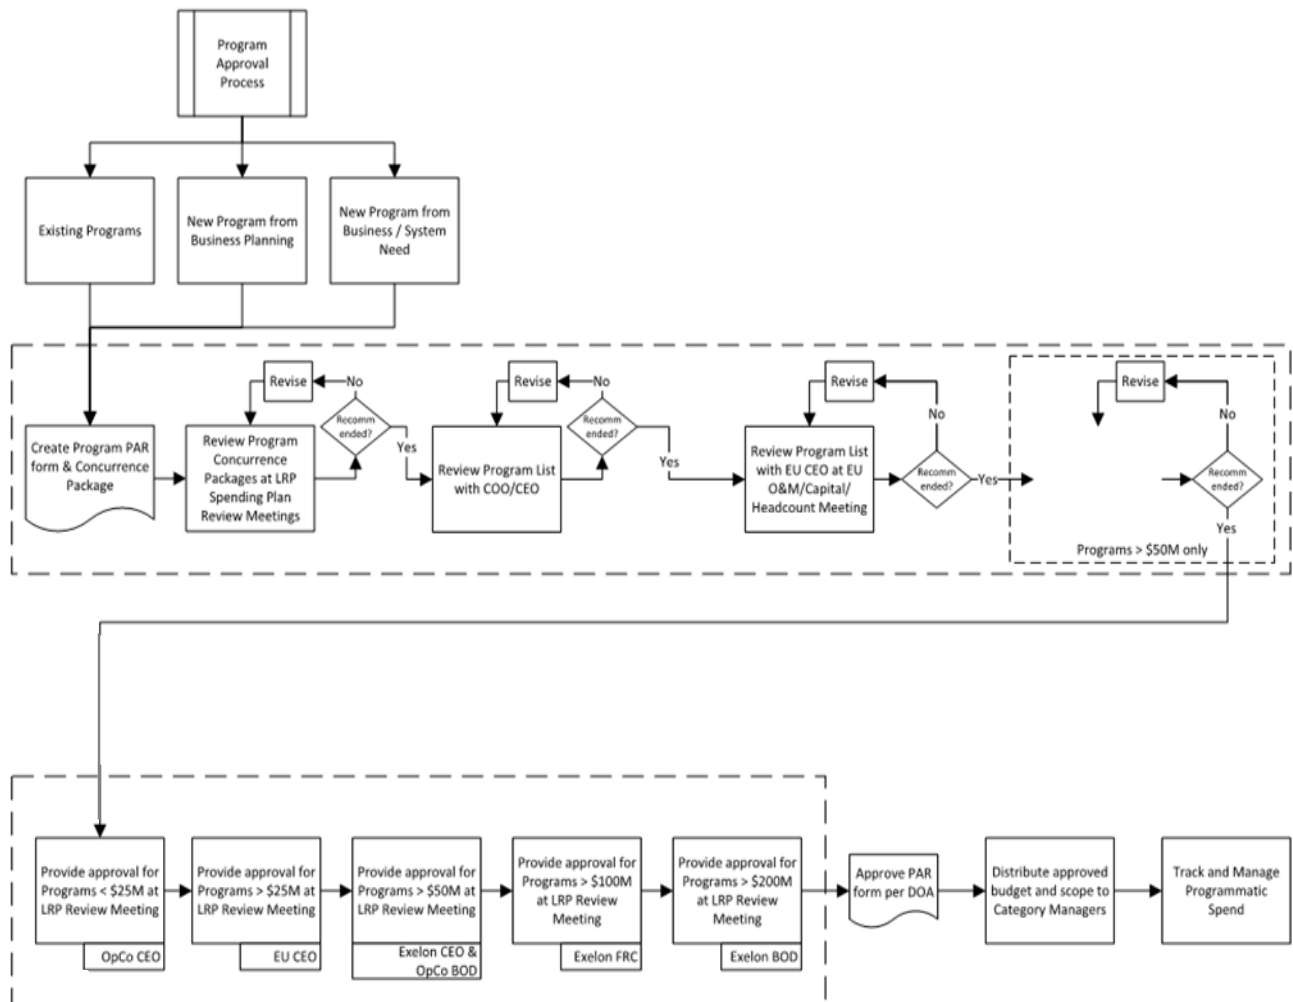 Program
Approval
Process
Existing Programs
New Program from
Business Planning
New Program from
Business / System
Need
Create Program PAR
form & Concurrence
Package
Review Program
Concurrence
Packages at LRP
Spending Plan
Review Meetings
Revise
No
Recomm
ended?
Yes
Review Program List
with COO/CEO
Revise
No
Recomm
ended?
Yes
Review Program List
with EU CEO at EU
O&M/Capital/
Headcount Meeting
Revise
No
Recomm
ended?
Yes
Revise
No
Recomm
ended?
Yes
Programs > $50M only
Provide approval for
Programs < $25M at
LRP Review Meeting
OpCo CEO
Provide approval for
Programs > $25M at
LRP Review Meeting
EU CEO
Provide approval for
Programs > $50M at
LRP Review Meeting
Exelon CEO &
OpCo BOD
Provide approval for
Programs > $100M
at LRP Review
Meeting
Exelon FRC
Provide approval for
Programs > $200M
at LRP Review
Meeting
Exelon BOD
Approve PAR
form per DOA
Distribute approved
budget and scope to
Category Managers
Track and Manage
Programmatic
Spend